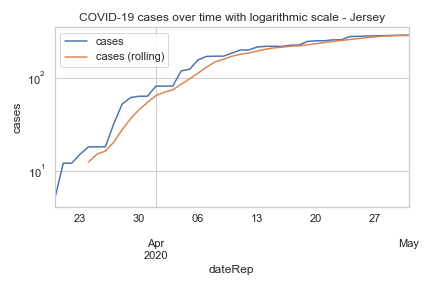 COVID-19 cases over time with logarithmic scale - Jersey
cases
cases (rolling)
cases
10²
10¹
23
30
06
13
20
27
Apr
2020
May
dateRep